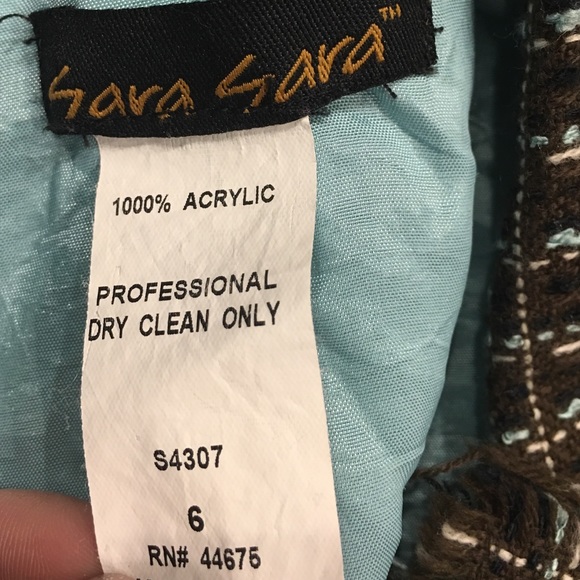 Sara Sara™
1000% ACRYLIC
PROFESSIONAL
DRY CLEAN ONLY
S4307
6
RN# 44675